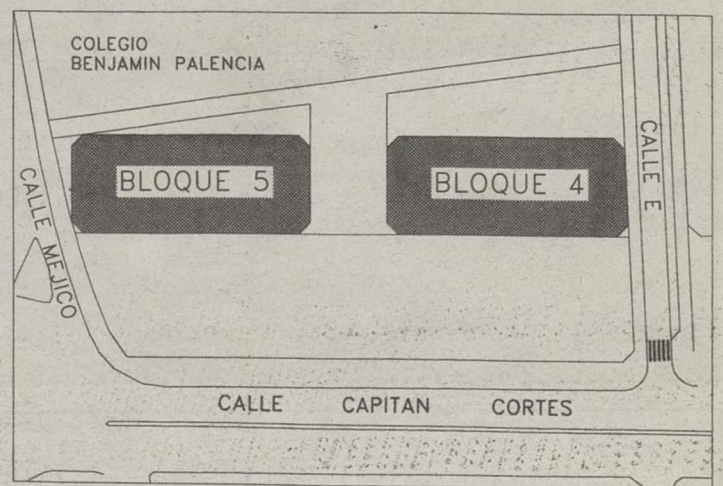 COLEGIO
BENJAMIN PALENCIA
BLOQUE 5
BLOQUE 4
CALLE E
CALLE MEJICO
CALLE CAPITAN CORTES